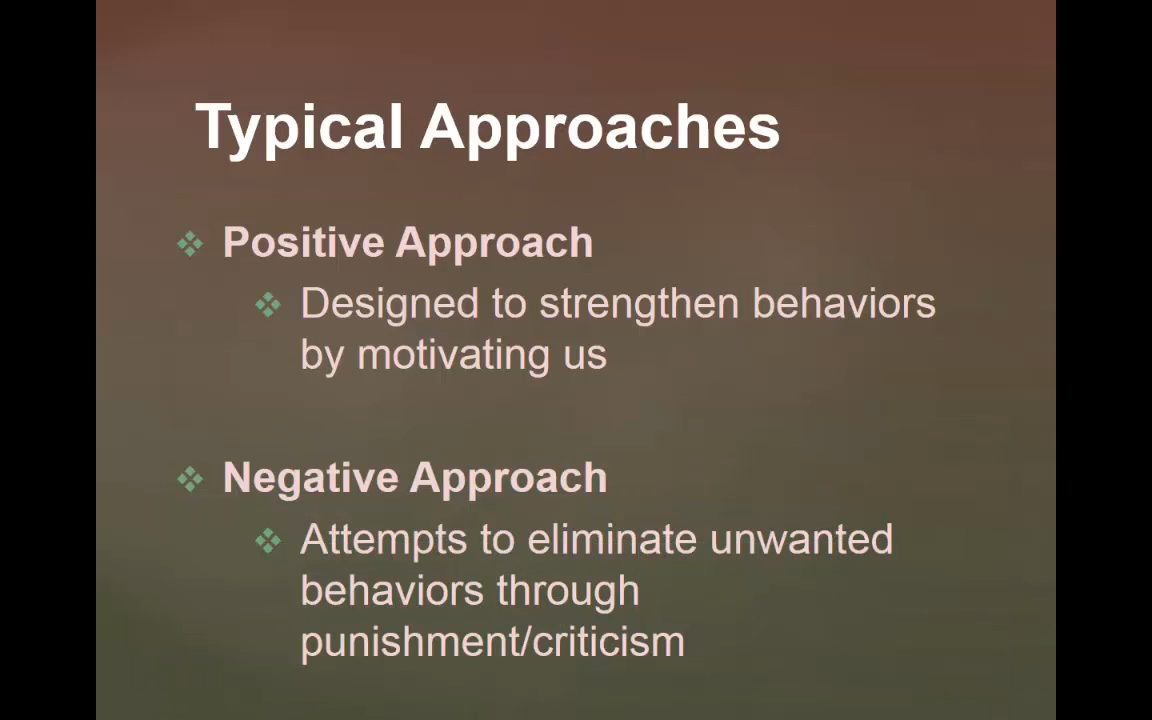 Typical Approaches
Positive Approach
Designed to strengthen behaviors
by motivating us
Negative Approach
Attempts to eliminate unwanted
behaviors through
punishment/criticism